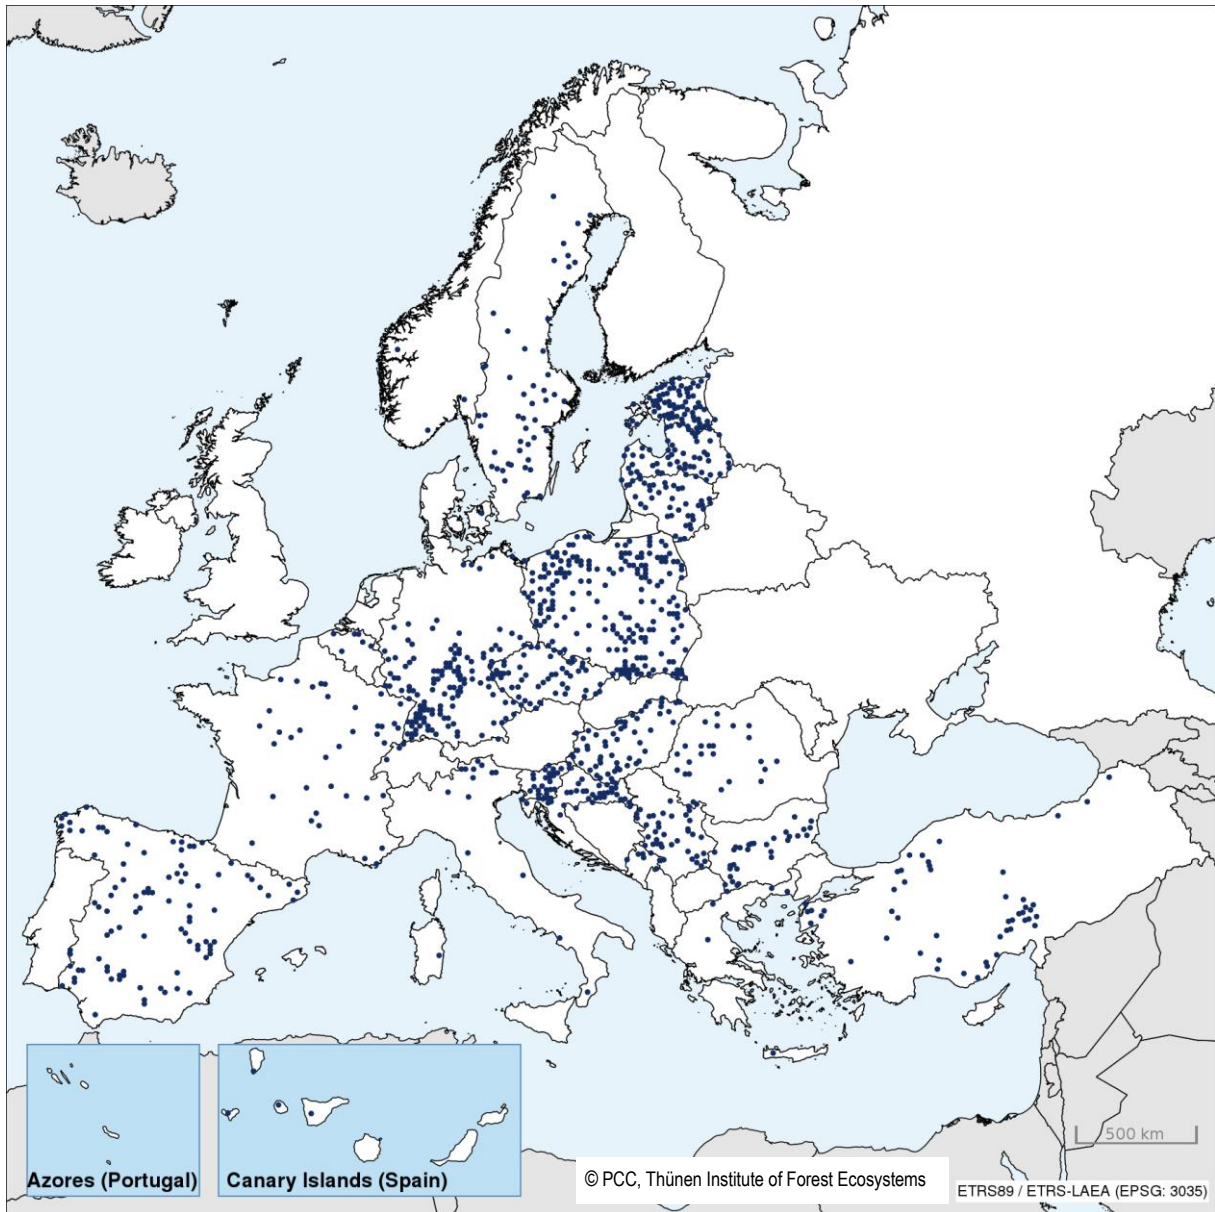 500 km
Azores (Portugal)
Canary Islands (Spain)
© PCC, Thünen Institute of Forest Ecosystems
ETRS89 / ETRS-LAEA (EPSG: 3035)